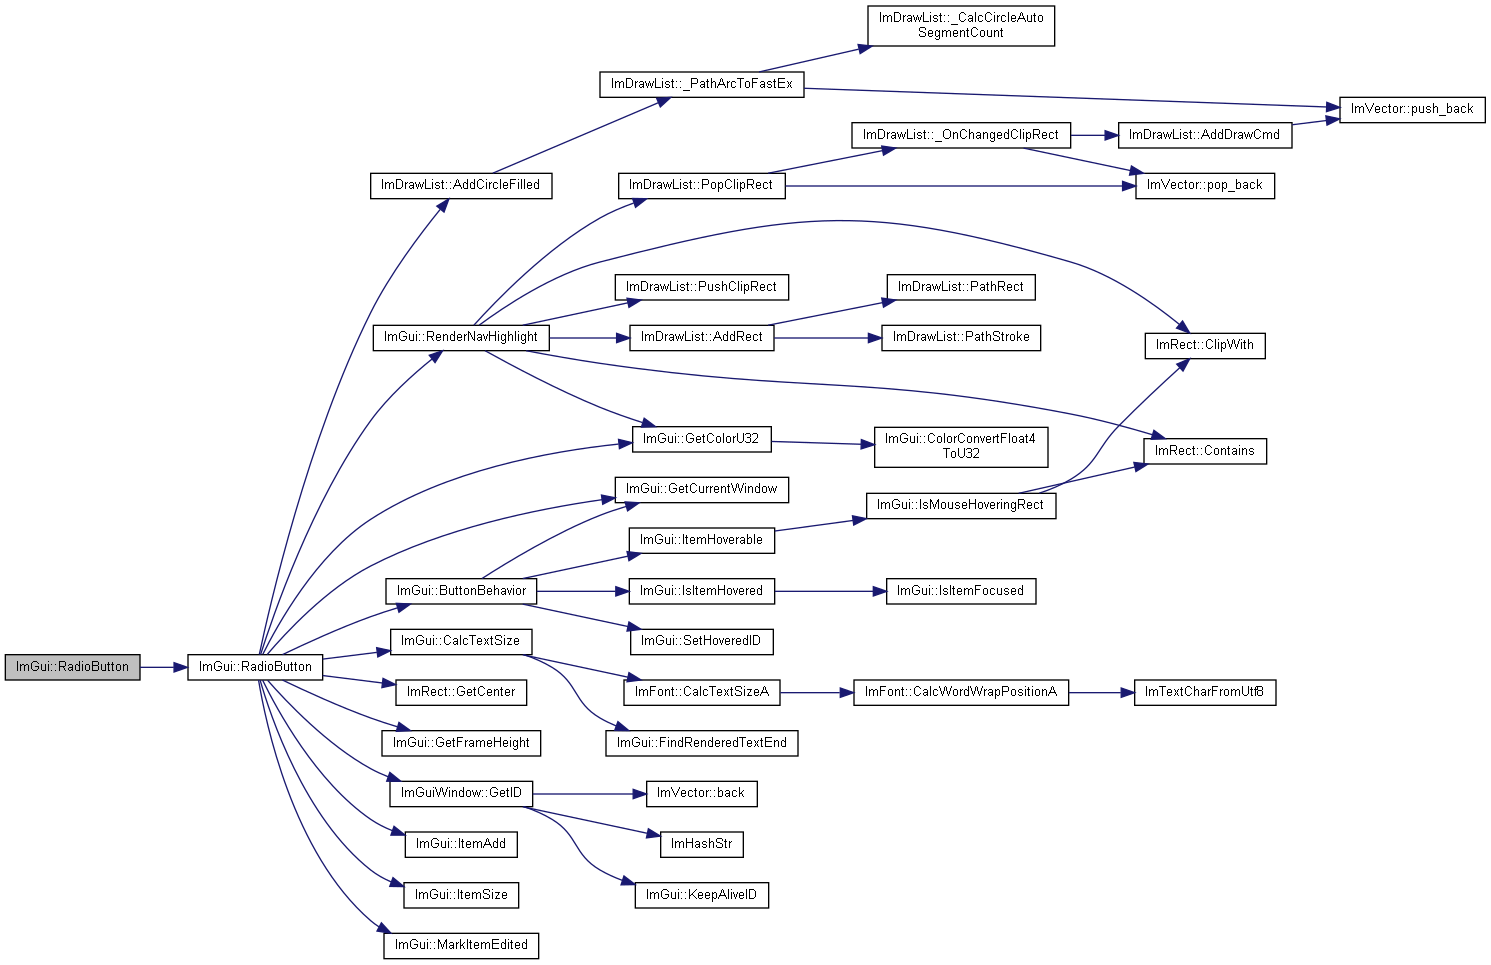 ImDrawList::_CalcCircleAuto
SegmentCount
ImDrawList::_PathArcToFastEx
ImVector::push_back
ImDrawList::_OnChangedClipRect
ImDrawList::AddDrawCmd
ImDrawList::AddCircleFilled
ImDrawList::PopClipRect
ImVector::pop_back
ImDrawList::PushClipRect
ImDrawList::PathRect
ImGui::RenderNavHighlight
ImDrawList::AddRect
ImDrawList::PathStroke
ImRect::ClipWith
ImGui::GetColorU32
ImGui::ColorConvertFloat4
ToU32
ImRect::Contains
ImGui::GetCurrentWindow
ImGui::IsMouseHoveringRect
ImGui::ItemHoverable
ImGui::ButtonBehavior
ImGui::IsItemHovered
ImGui::IsItemFocused
ImGui::CalcTextSize
ImGui::SetHoveredID
ImGui::RadioButton
ImGui::RadioButton
ImRect::GetCenter
ImFont::CalcTextSizeA
ImFont::CalcWordWrapPositionA
ImTextCharFromUtf8
ImGui::GetFrameHeight
ImGui::FindRenderedTextEnd
ImGuiWindow::GetID
ImVector::back
ImGui::ItemAdd
ImHashStr
ImGui::ItemSize
ImGui::KeepAliveID
ImGui::MarkItemEdited